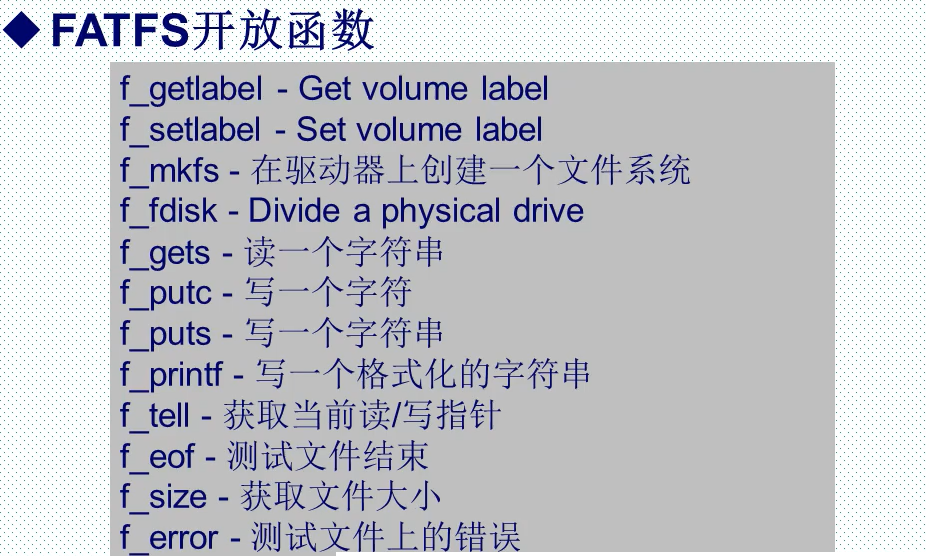 ◆ FATFS开放函数
f_getlabel - Get volume label
f_setlabel - Set volume label
f_mkfs - 在驱动器上创建一个文件系统
f_fdisk - Divide a physical drive
f_gets - 读一个字符串
f_putc - 写一个字符
f_puts - 写一个字符串
f_printf - 写一个格式化的字符串
f_tell - 获取当前读/写指针
f_eof - 测试文件结束
f_size - 获取文件大小
f_error - 测试文件上的错误